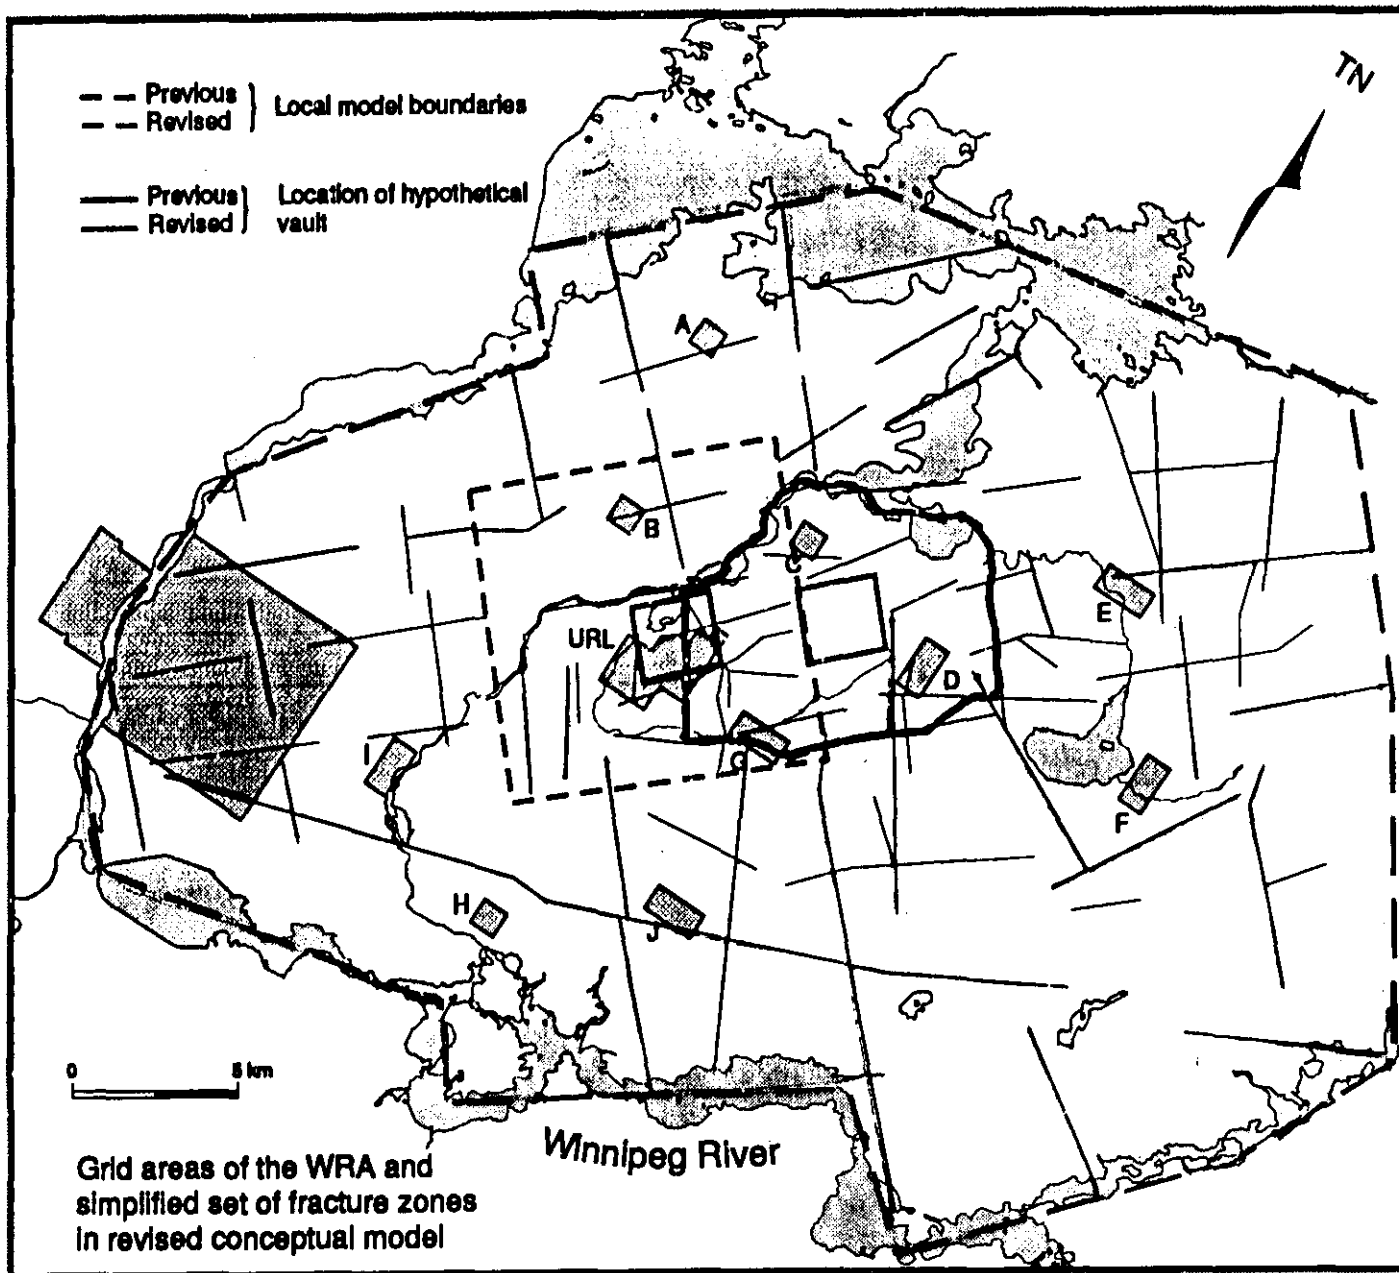 Previous
Revised
Local model boundaries
Previous
Revised
Location of hypothetical
vault
TN
A
B
C
URL
D
E
F
G
H
I
J
0
5 km
Winnipeg River
Grid areas of the WRA and
simplified set of fracture zones
in revised conceptual model